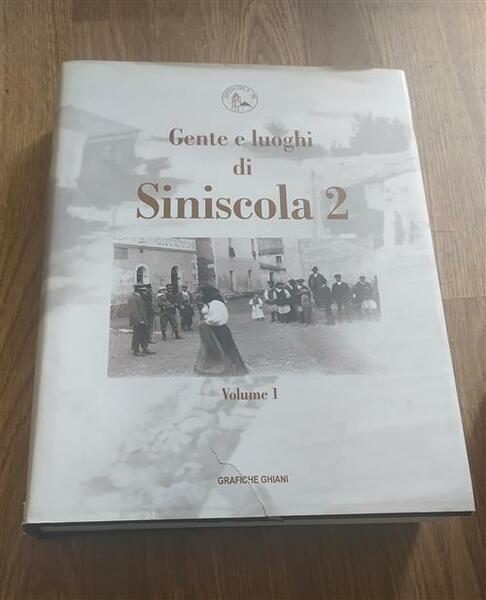 Gente e luoghi
di
Siniscola 2
Volume 1
GRAFICHE GHIANI